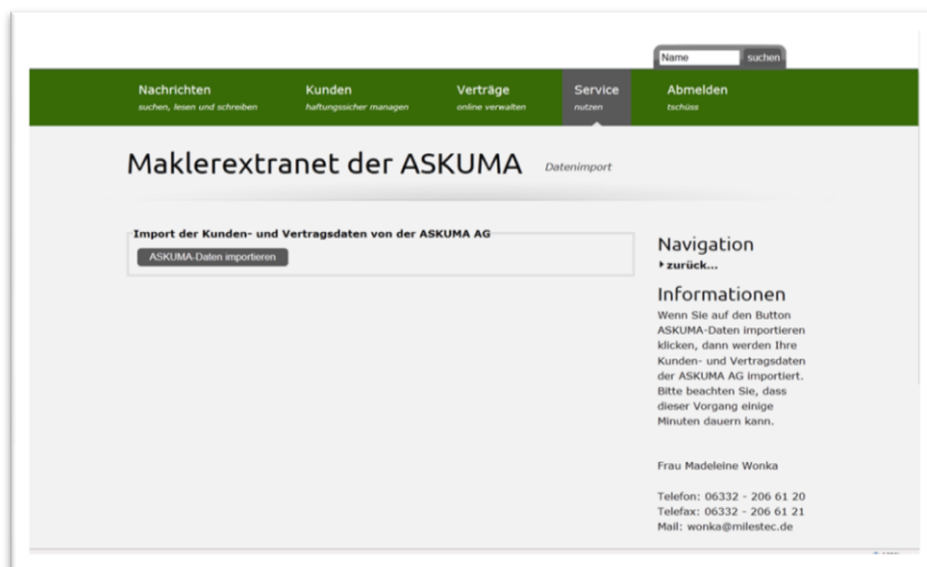 Name suchen
Nachrichten Kunden Verträge Service Abmelden
suchen, lesen und schreiben haftungssicher managen online verwalten nutzen tschüss
Maklerextranet der ASKUMA Datenimport
Import der Kunden- und Vertragsdaten von der ASKUMA AG
ASKUMA-Daten importieren
Navigation
zurück...
Informationen
Wenn Sie auf den Button
ASKUMA-Daten importieren
klicken, dann werden Ihre
Kunden- und Vertragsdaten
der ASKUMA AG importiert.
Bitte beachten Sie, dass
dieser Vorgang einige
Minuten dauern kann.
Frau Madeleine Wonka
Telefon: 06332 - 206 61 20
Telefax: 06332 - 206 61 21
Mail: wonka@milestec.de